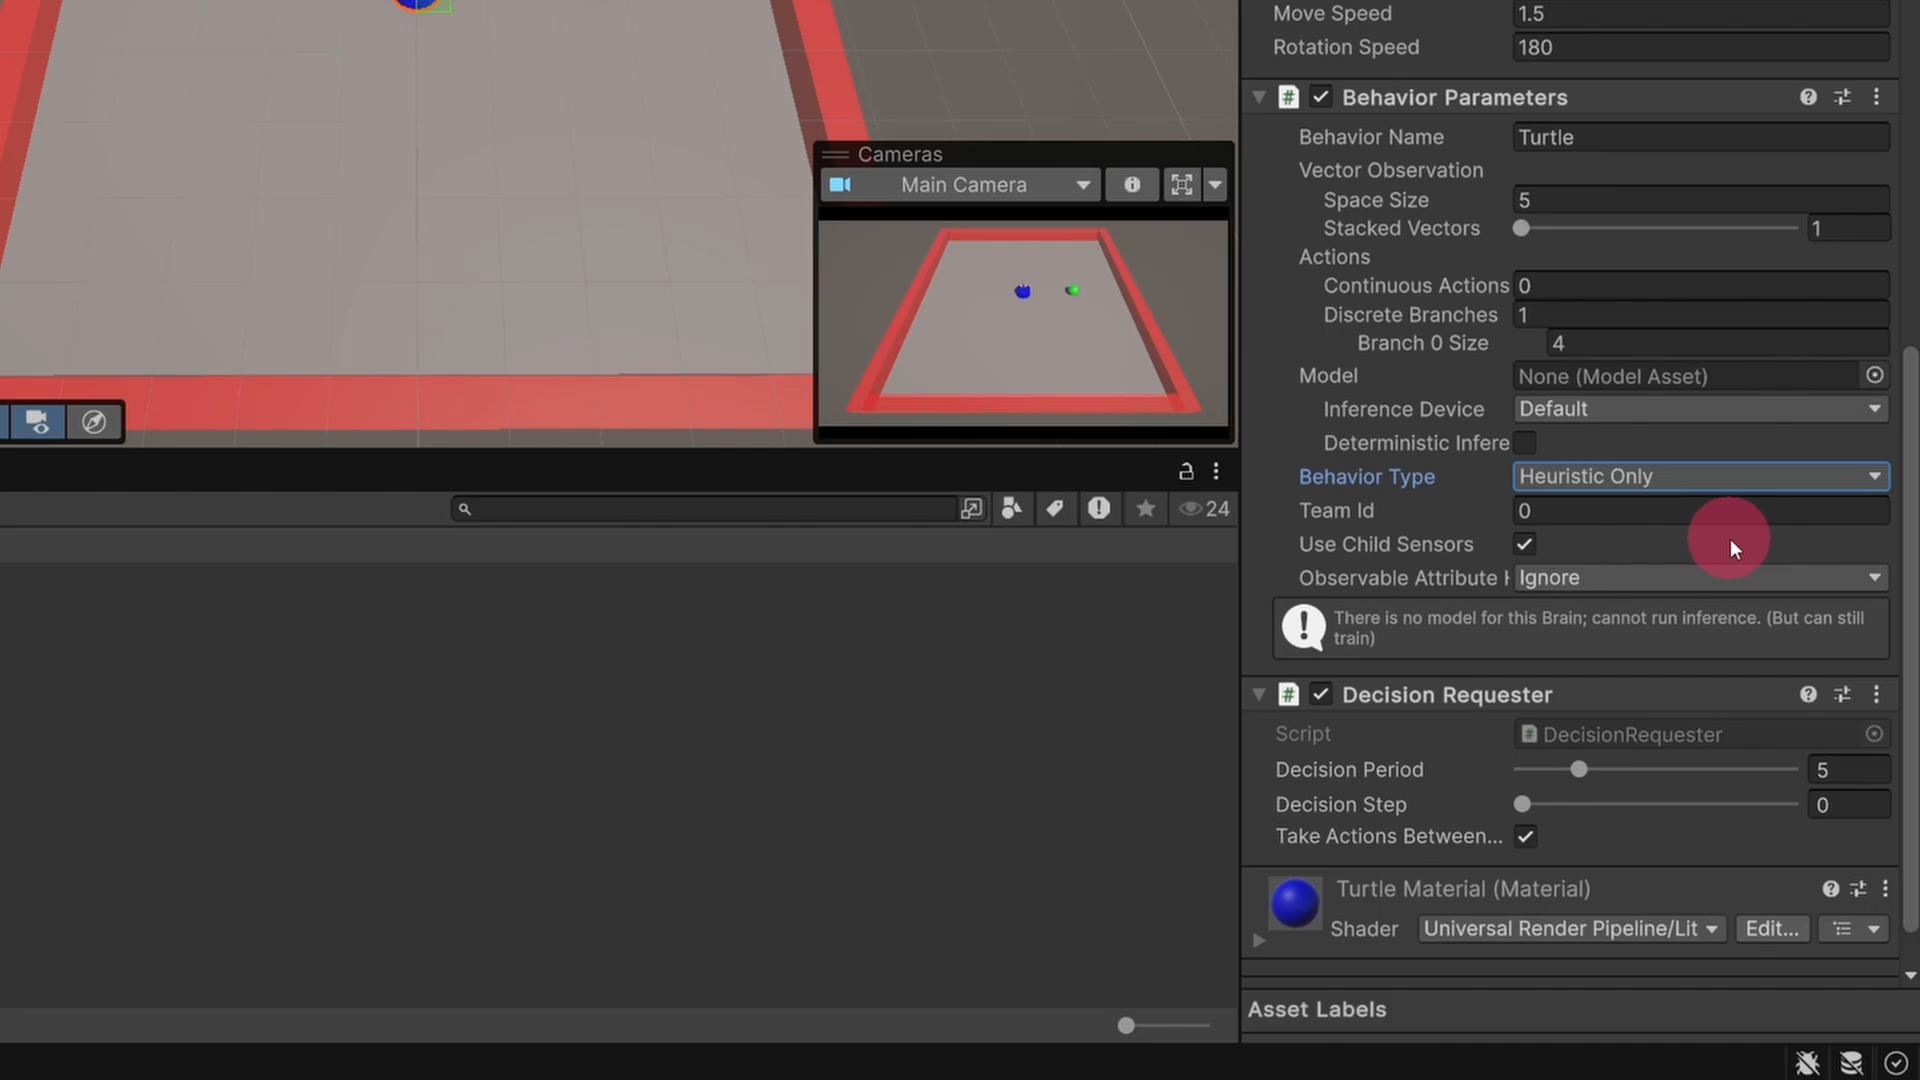 Move Speed 1.5
Rotation Speed 180
Behavior Parameters
Behavior Name Turtle
Vector Observation
Space Size 5
Stacked Vectors 1
Actions
Continuous Actions 0
Discrete Branches 1
Branch 0 Size 4
Model None (Model Asset)
Inference Device Default
Deterministic Infere
Behavior Type Heuristic Only
Team Id 0
Use Child Sensors
Observable Attribute H Ignore
There is no model for this Brain; cannot run inference. (But can still
train)
Decision Requester
Script DecisionRequester
Decision Period 5
Decision Step 0
Take Actions Between...
Turtle Material (Material)
Shader Universal Render Pipeline/Lit Edit...
Asset Labels
Cameras
Main Camera
24